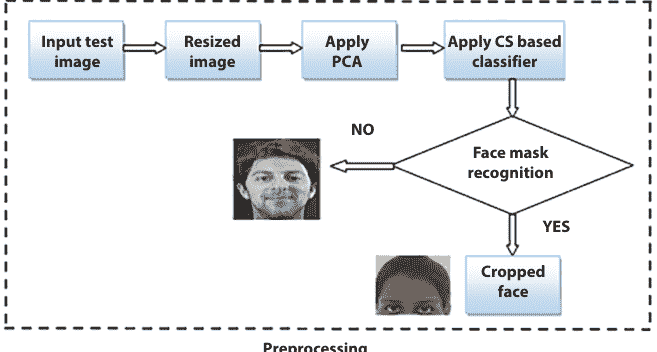 Input test
image
Resized
image
Apply
PCA
Apply CS based
classifier
Face mask
recognition
NO
YES
Cropped
face
Preprocessing